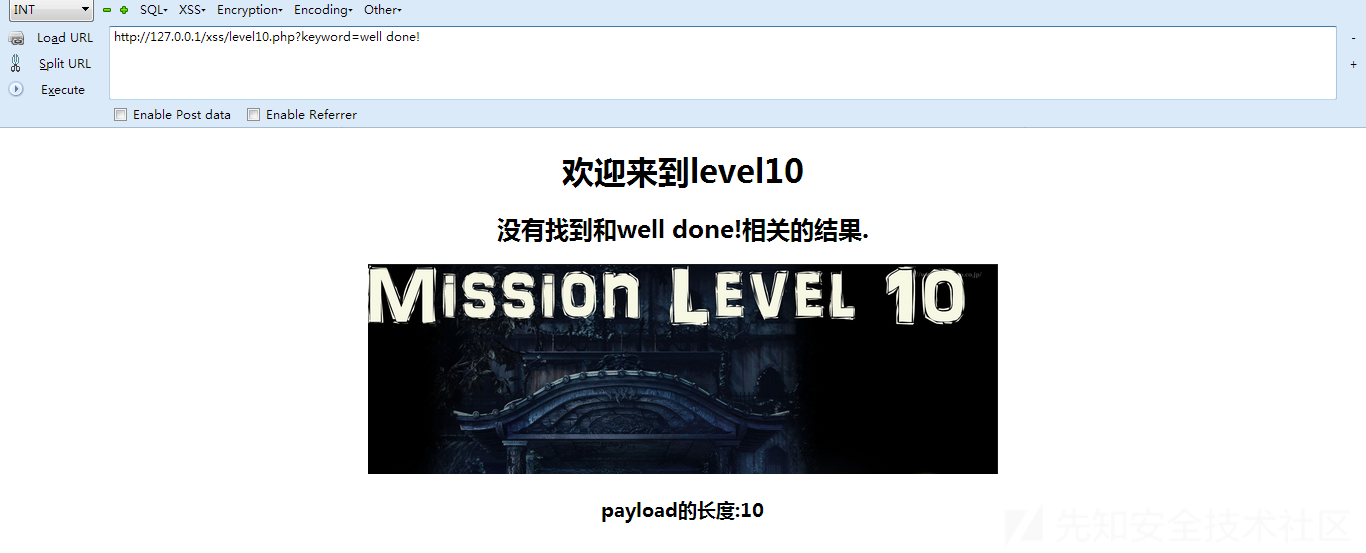 INT SQL- XSS- Encryption- Encoding- Other-
Load URL http://127.0.0.1/xss/level10.php?keyword=well done! -
Split URL +
Execute
Enable Post data Enable Referrer
欢迎来到level10
没有找到和well done!相关的结果.
MISSION LEVEL 10
payload的长度:10
先知安全技术社区